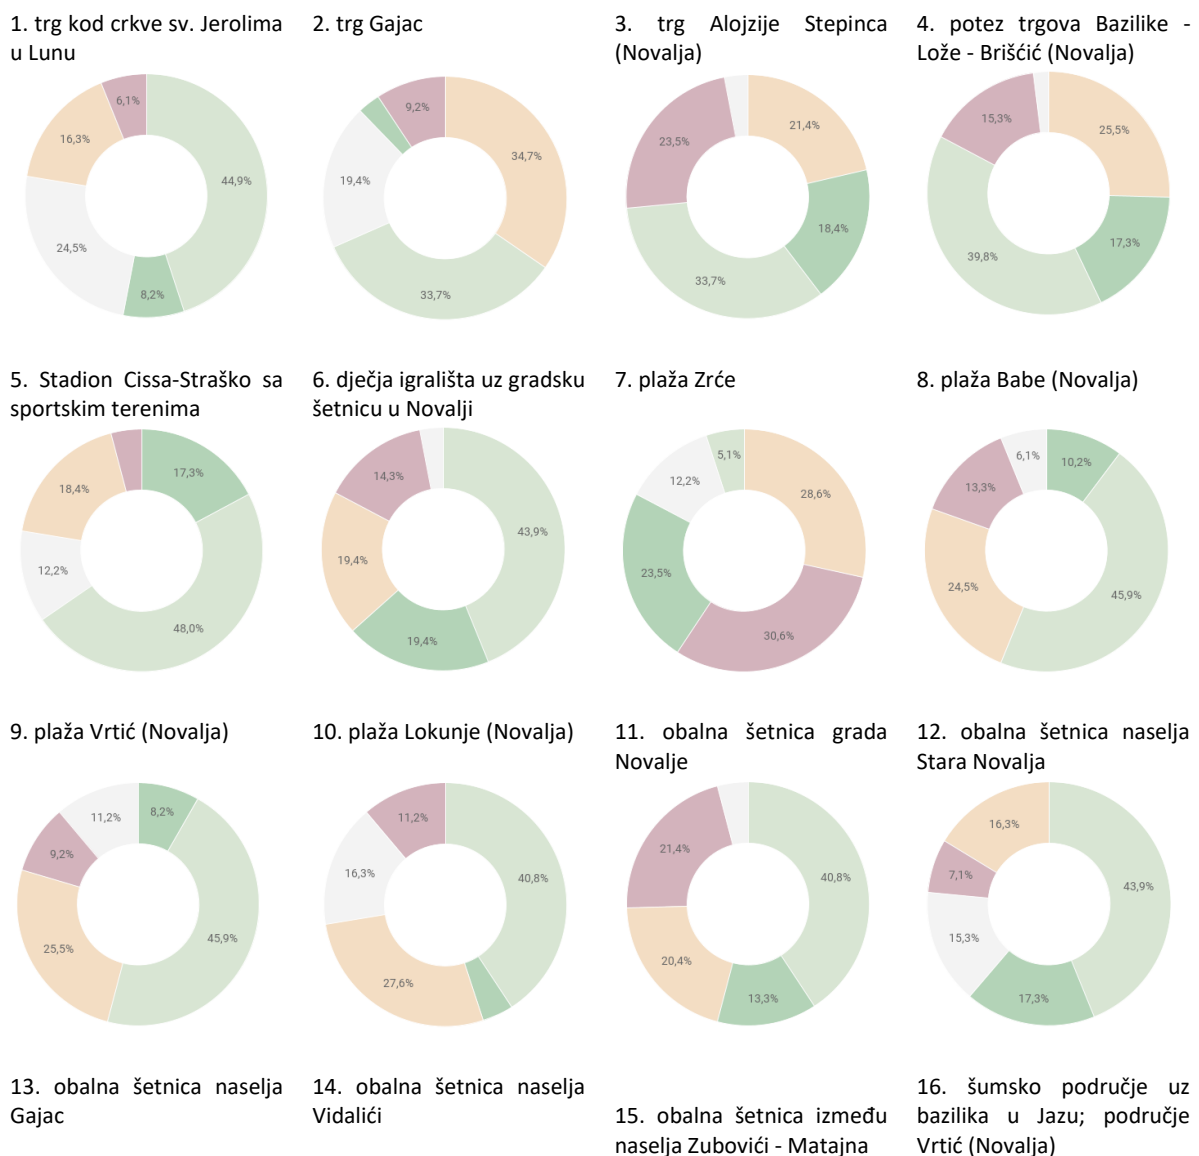 1. trg kod crkve sv. Jerolima
u Lunu
6,1%
16,3%
44,9%
24,5%
8,2%
2. trg Gajac
9,2%
34,7%
19,4%
33,7%
3. trg Alojzije Stepinca
(Novalja)
21,4%
23,5%
18,4%
33,7%
4. potez trgova Bazilike -
Lože - Brišćić (Novalja)
15,3%
25,5%
39,8%
17,3%
5. Stadion Cissa-Straško sa
sportskim terenima
17,3%
18,4%
12,2%
48,0%
6. dječja igrališta uz gradsku
šetnicu u Novalji
14,3%
43,9%
19,4%
19,4%
7. plaža Zrće
5,1%
12,2%
28,6%
23,5%
30,6%
8. plaža Babe (Novalja)
6,1%
10,2%
13,3%
24,5%
45,9%
9. plaža Vrtić (Novalja)
8,2%
11,2%
9,2%
45,9%
25,5%
10. plaža Lokunje (Novalja)
11,2%
16,3%
40,8%
27,6%
11. obalna šetnica grada
Novalje
21,4%
40,8%
20,4%
13,3%
12. obalna šetnica naselja
Stara Novalja
16,3%
7,1%
43,9%
15,3%
17,3%
13. obalna šetnica naselja
Gajac
14. obalna šetnica naselja
Vidalići
15. obalna šetnica između
naselja Zubovići - Matajna
16. šumsko područje uz
bazilika u Jazu; područje
Vrtić (Novalja)